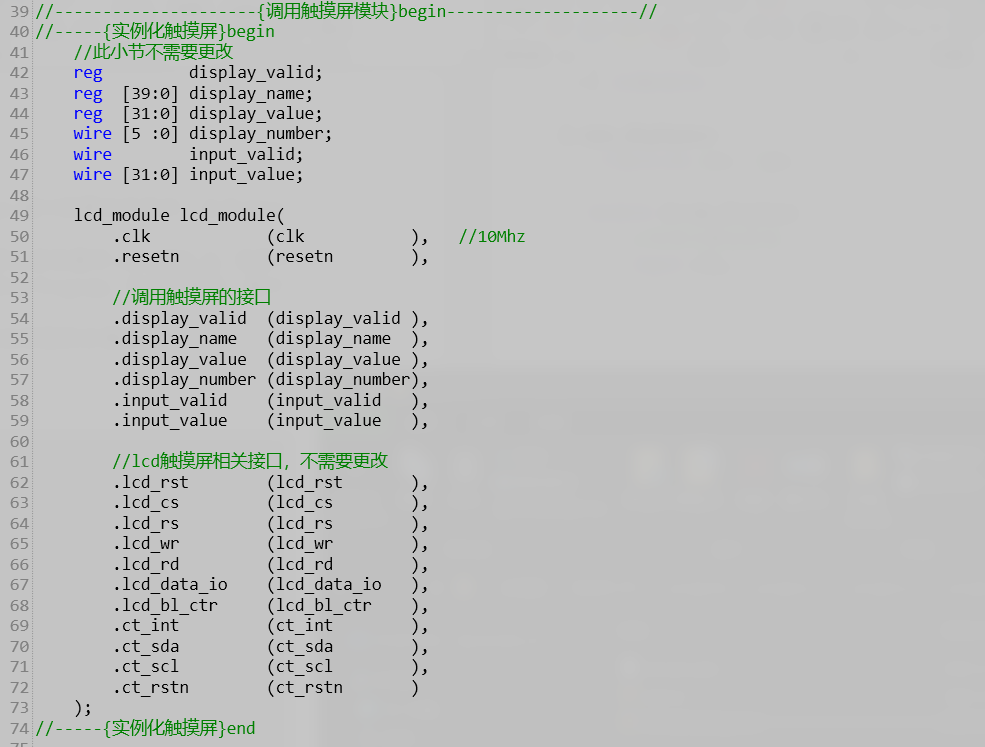 39 //---------------------{调用触摸屏模块}begin--------------------//
40 //-----{实例化触摸屏}begin
41     //此小节不需要更改
42     reg         display_valid;
43     reg  [39:0] display_name;
44     reg  [31:0] display_value;
45     wire [5 :0] display_number;
46     wire        input_valid;
47     wire [31:0] input_value;
48
49     lcd_module lcd_module(
50         .clk            (clk           ),   //10Mhz
51         .resetn         (resetn        ),
52
53         //调用触摸屏的接口
54         .display_valid  (display_valid ),
55         .display_name   (display_name  ),
56         .display_value  (display_value ),
57         .display_number (display_number),
58         .input_valid    (input_valid   ),
59         .input_value    (input_value   ),
60
61         //lcd触摸屏相关接口，不需要更改
62         .lcd_rst        (lcd_rst       ),
63         .lcd_cs         (lcd_cs        ),
64         .lcd_rs         (lcd_rs        ),
65         .lcd_wr         (lcd_wr        ),
66         .lcd_rd         (lcd_rd        ),
67         .lcd_data_io    (lcd_data_io   ),
68         .lcd_bl_ctr     (lcd_bl_ctr    ),
69         .ct_int         (ct_int        ),
70         .ct_sda         (ct_sda        ),
71         .ct_scl         (ct_scl        ),
72         .ct_rstn        (ct_rstn       )
73     );
74 //-----{实例化触摸屏}end